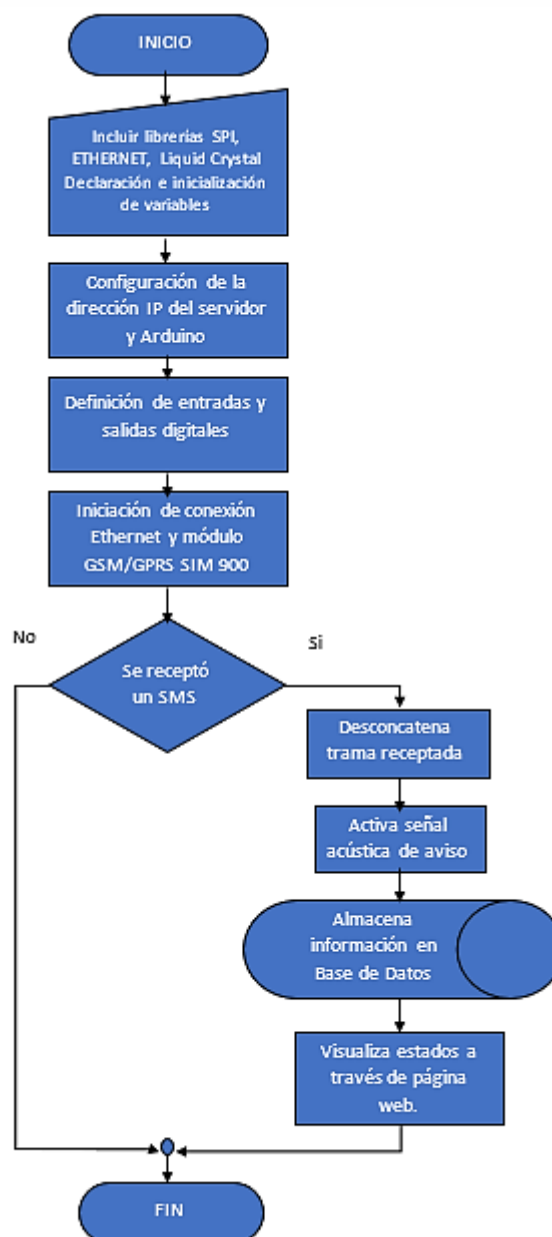 INICIO
Incluir librerías SPI,
ETHERNET, Liquid Crystal
Declaración e inicialización
de variables
Configuración de la
dirección IP del servidor
y Arduino
Definición de entradas y
salidas digitales
Iniciación de conexión
Ethernet y módulo
GSM/GPRS SIM 900
No
Si
Se receptó
un SMS
Desconcatena
trama receptada
Activa señal
acústica de aviso
Almacena
información en
Base de Datos
Visualiza estados a
través de página
web.
FIN